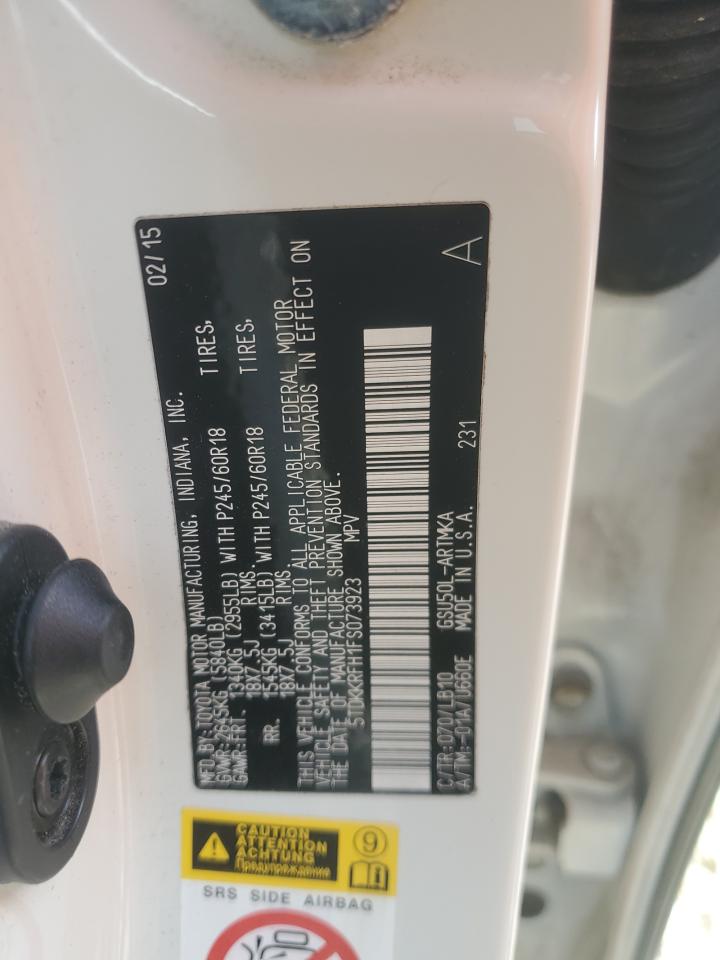 MFD.BY:TOYOTA MOTOR MANUFACTURING, INDIANA, INC. 02/15
GVWR:2645KG (5840LB)
GAWR:FRT. 1340KG (2955LB) WITH P245/60R18 TIRES,
18X7.5J RIMS.
RR. 1545KG (3415LB) WITH P245/60R18 TIRES,
18X7.5J RIMS.
THIS VEHICLE CONFORMS TO ALL APPLICABLE FEDERAL MOTOR
VEHICLE SAFETY AND THEFT PREVENTION STANDARDS IN EFFECT ON
THE DATE OF MANUFACTURE SHOWN ABOVE.
5TDKKRFH1FS073923 MPV
C/TR:070/LB10 GSU50L-ARTMKA A
A/TM:-01A/U660E MADE IN U.S.A. 231
CAUTION
ATTENTION
ACHTUNG
Предупреждение
9
SRS SIDE AIRBAG